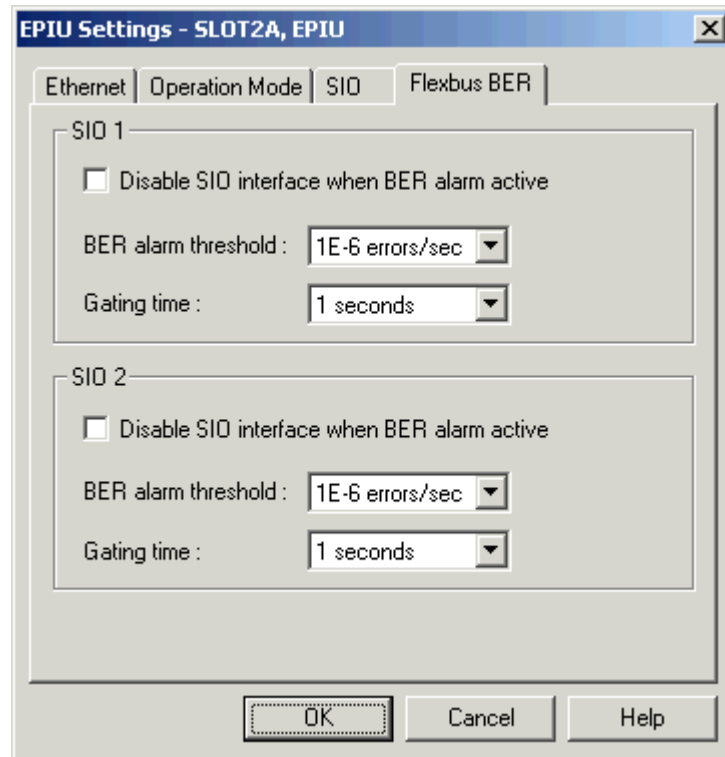 EPIU Settings - SLOT2A, EPIU
Ethernet Operation Mode SIO Flexbus BER
SIO 1
Disable SIO interface when BER alarm active
BER alarm threshold : 1E-6 errors/sec
Gating time : 1 seconds
SIO 2
Disable SIO interface when BER alarm active
BER alarm threshold : 1E-6 errors/sec
Gating time : 1 seconds
OK Cancel Help